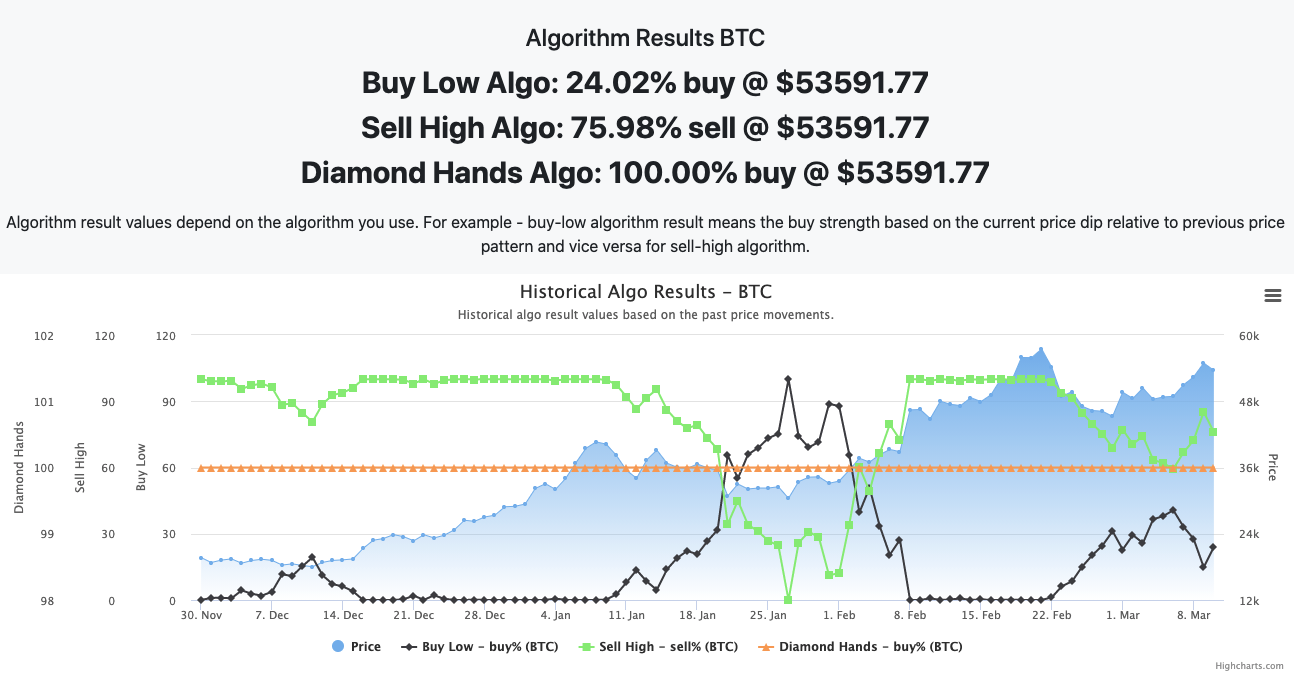 Algorithm Results BTC
Buy Low Algo: 24.02% buy @ $53591.77
Sell High Algo: 75.98% sell @ $53591.77
Diamond Hands Algo: 100.00% buy @ $53591.77
Algorithm result values depend on the algorithm you use. For example - buy-low algorithm result means the buy strength based on the current price dip relative to previous price
pattern and vice versa for sell-high algorithm.
Historical Algo Results – BTC
Historical algo result values based on the past price movements.
102 120 120 60k
101 90 90 48k
100 60 60 36k
99 30 30 24k
98 0 0 12k
Diamond Hands
Sell High
Buy Low
Price
30. Nov 7. Dec 14. Dec 21. Dec 28. Dec 4. Jan 11. Jan 18. Jan 25. Jan 1. Feb 8. Feb 15. Feb 22. Feb 1. Mar 8. Mar
Price Buy Low – buy% (BTC) Sell High – sell% (BTC) Diamond Hands – buy% (BTC)
Highcharts.com